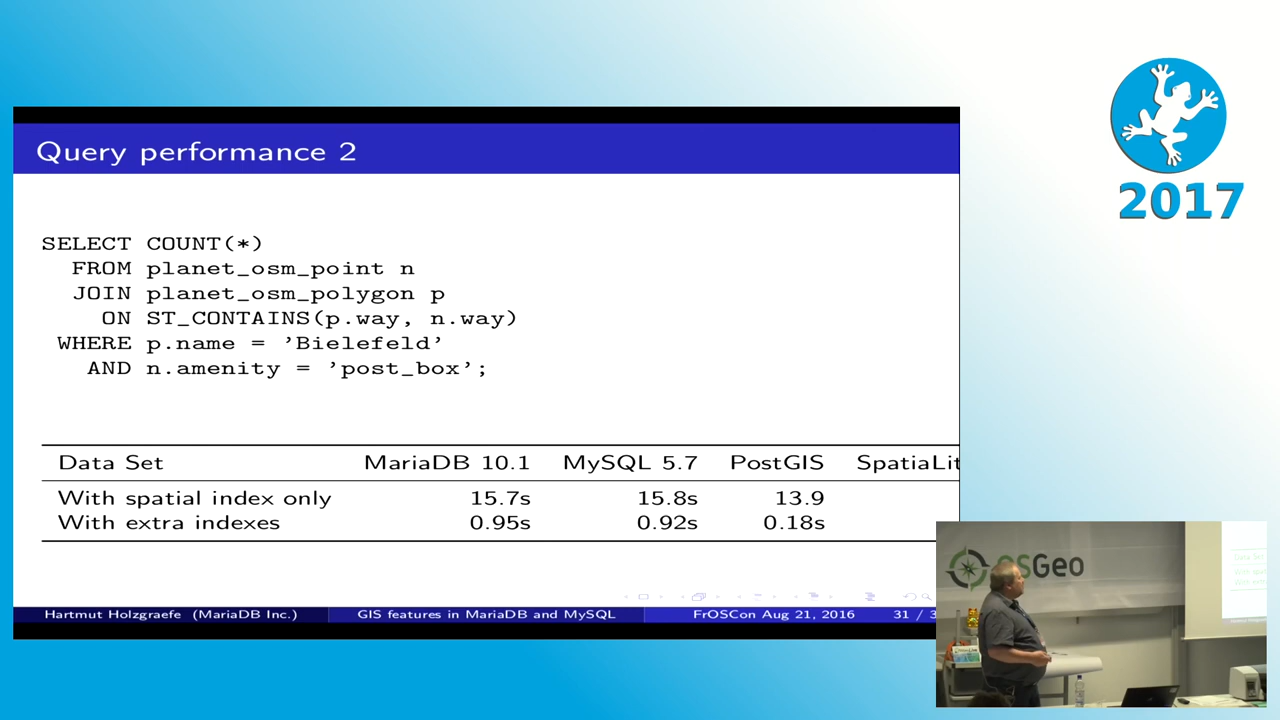 2017
Query performance 2
SELECT COUNT(*)
FROM planet_osm_point n
JOIN planet_osm_polygon p
ON ST_CONTAINS(p.way, n.way)
WHERE p.name = 'Bielefeld'
AND n.amenity = 'post_box';
Data Set MariaDB 10.1 MySQL 5.7 PostGIS SpatiaLit
With spatial index only 15.7s 15.8s 13.9
With extra indexes 0.95s 0.92s 0.18s
Hartmut Holzgraefe (MariaDB Inc.) GIS features in MariaDB and MySQL FrOSCon Aug 21, 2016 31 / 3
OSGeo